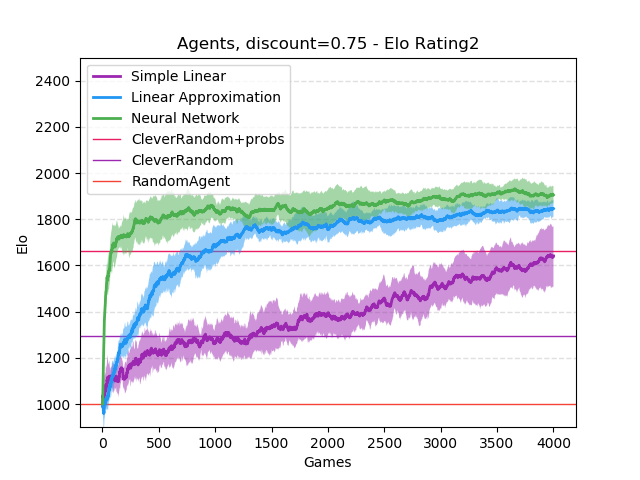 Agents, discount=0.75 - Elo Rating2
2400
2200
2000
1800
1600
1400
1200
1000
Elo
Simple Linear
Linear Approximation
Neural Network
CleverRandom+probs
CleverRandom
RandomAgent
0 500 1000 1500 2000 2500 3000 3500 4000
Games